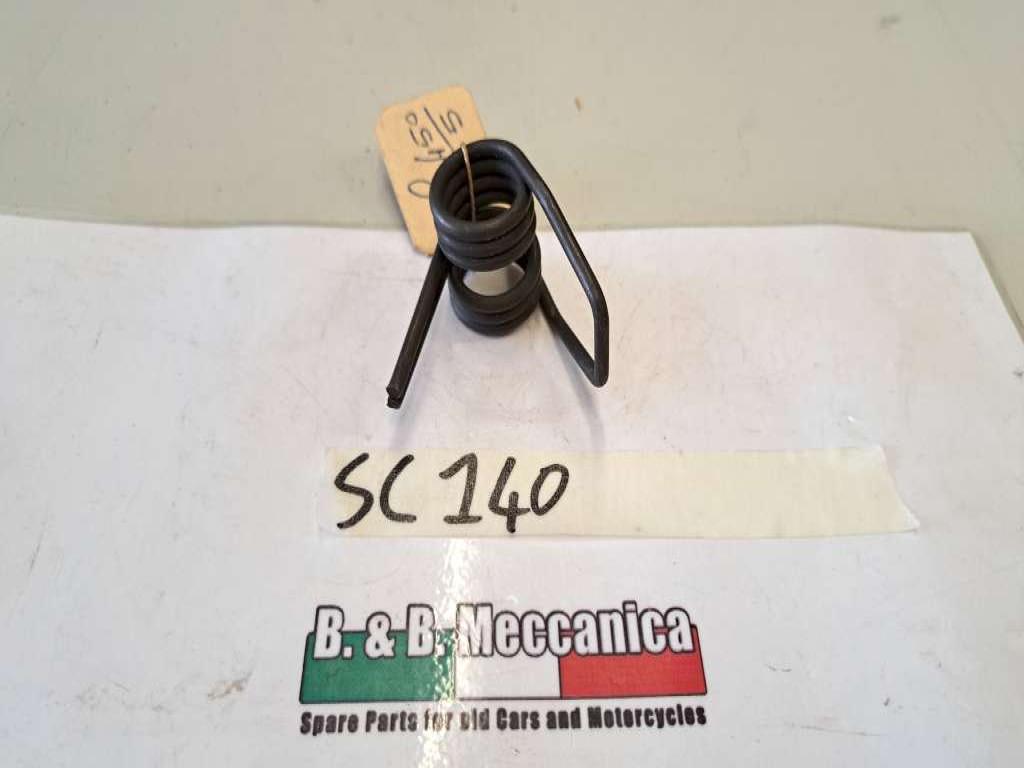 SC 140
B. & B. Meccanica
Spare Parts for old Cars and Motorcycles